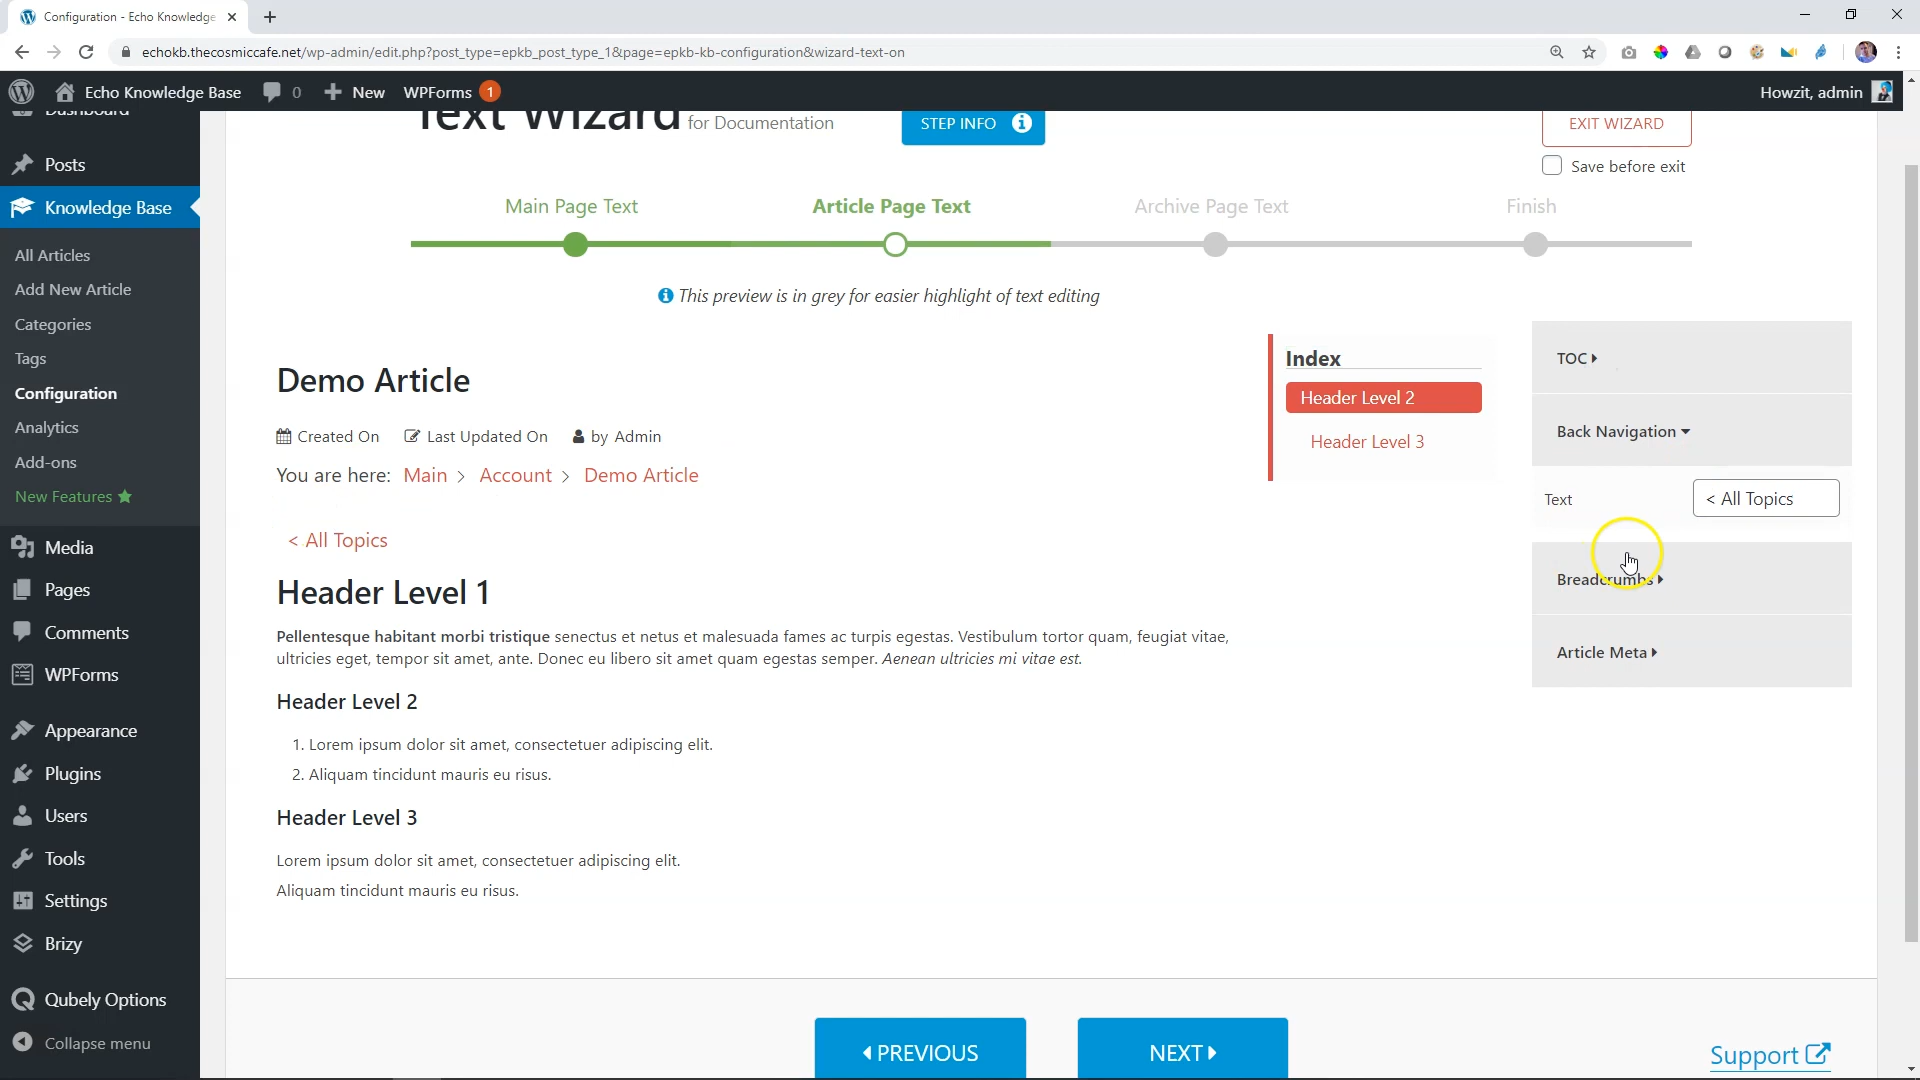 Configuration - Echo Knowledge
echokb.thecosmiccafe.net/wp-admin/edit.php?post_type=epkb_post_type_1&page=epkb-kb-configuration&wizard-text-on
Echo Knowledge Base 0 New WPForms 1 Howzit, admin
Dashboard
Posts
Knowledge Base
All Articles
Add New Article
Categories
Tags
Configuration
Analytics
Add-ons
New Features
Media
Pages
Comments
WPForms
Appearance
Plugins
Users
Tools
Settings
Brizy
Qubely Options
Collapse menu
Text Wizard for Documentation
STEP INFO
EXIT WIZARD
Save before exit
Main Page Text Article Page Text Archive Page Text Finish
This preview is in grey for easier highlight of text editing
Demo Article
Created On Last Updated On by Admin
You are here: Main > Account > Demo Article
< All Topics
Header Level 1
Pellentesque habitant morbi tristique senectus et netus et malesuada fames ac turpis egestas. Vestibulum tortor quam, feugiat vitae,
ultricies eget, tempor sit amet, ante. Donec eu libero sit amet quam egestas semper. Aenean ultricies mi vitae est.
Header Level 2
1. Lorem ipsum dolor sit amet, consectetuer adipiscing elit.
2. Aliquam tincidunt mauris eu risus.
Header Level 3
Lorem ipsum dolor sit amet, consectetuer adipiscing elit.
Aliquam tincidunt mauris eu risus.
Index
Header Level 2
Header Level 3
TOC
Back Navigation
Text < All Topics
Breadcrumbs
Article Meta
PREVIOUS
NEXT
Support